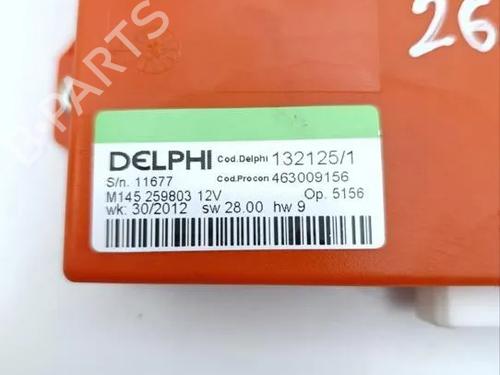 26
DELPHI Cod.Delphi 132125/1
S/n. 11677 Cod.Procon 463009156
M145 259803 12V Op. 5156
wk: 30/2012 sw 28.00 hw 9
B-PARTS